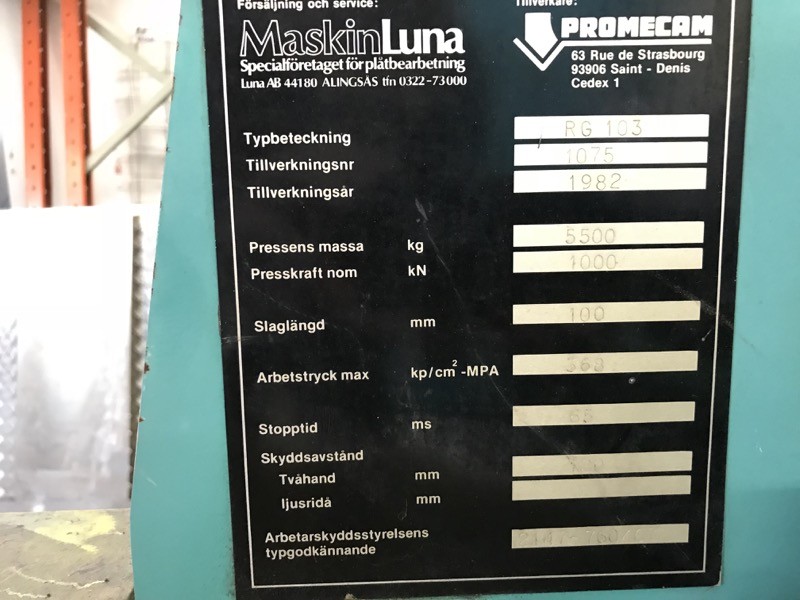 Försäljning och service:
Tillverkare:
MaskinLuna
Specialföretaget för plåtbearbetning
Luna AB 44180 ALINGSÅS tfn 0322-73000
PROMECAM
63 Rue de Strasbourg
93906 Saint - Denis
Cedex 1
Typbeteckning RG 103
Tillverkningsnr 1075
Tillverkningsår 1982
Pressens massa kg 5500
Presskraft nom kN 1000
Slaglängd mm 100
Arbetstryck max kp/cm²-MPA 360
Stopptid ms 65
Skyddsavstånd
Tvåhand mm
ljusridå mm
Arbetarskyddsstyrelsens
typgodkännande